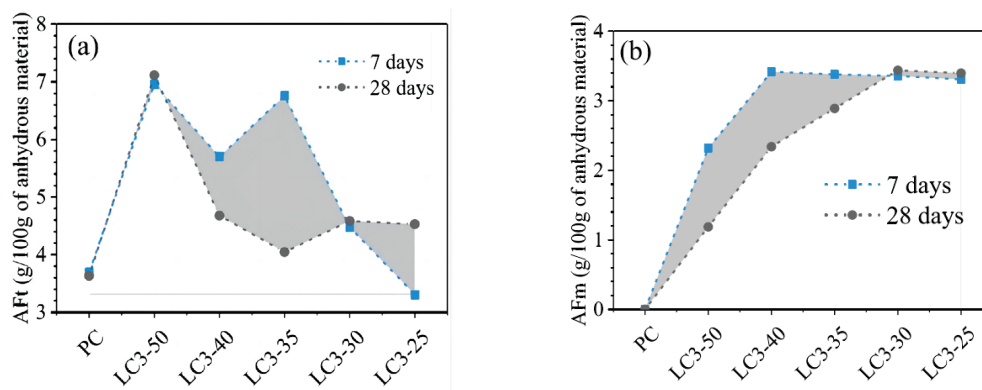 (a)
7 days
28 days
AFt (g/100g of anhydrous material)
8
7
6
5
4
3
PC
LC3-50
LC3-40
LC3-35
LC3-30
LC3-25
(b)
7 days
28 days
AFm (g/100g of anhydrous material)
4
3
2
1
0
PC
LC3-50
LC3-40
LC3-35
LC3-30
LC3-25